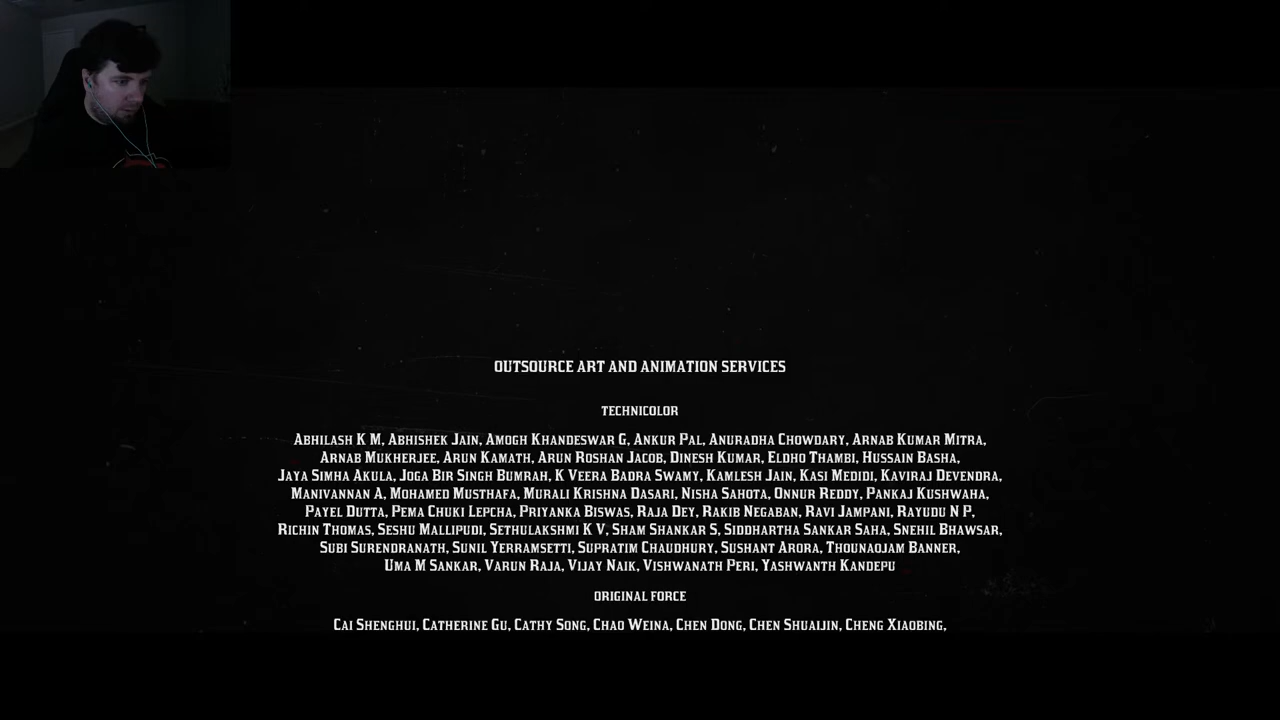 OUTSOURCE ART AND ANIMATION SERVICES
TECHNICOLOR
ABHILASH K M, ABHISHEK JAIN, AMOGH KHANDESWAR G, ANKUR PAL, ANURADHA CHOWDARY, ARNAB KUMAR MITRA,
ARNAB MUKHERJEE, ARUN KAMATH, ARUN ROSHAN JACOB, DINESH KUMAR, ELDHO THAMBI, HUSSAIN BASHA,
JAYA SIMHA AKULA, JOGA BIR SINGH BUMRAH, K VEERA BADRA SWAMY, KAMLESH JAIN, KASI MEDIDI, KAVIRAJ DEVENDRA,
MANIVANNAN A, MOHAMED MUSTHAFA, MURALI KRISHNA DASARI, NISHA SAHOTA, ONNUR REDDY, PANKAJ KUSHWAHA,
PAYEL DUTTA, PEMA CHUKI LEPCHA, PRIYANKA BISWAS, RAJA DEY, RAKIB NEGABAN, RAVI JAMPANI, RAYUDU N P,
RICHIN THOMAS, SESHU MALLIPUDI, SETHULAKSHMI K V, SHAM SHANKAR S, SIDDHARTHA SANKAR SAHA, SNEHIL BHAWSAR,
SUBI SURENDRANATH, SUNIL YERRAMSETTI, SUPRATIM CHAUDHURY, SUSHANT ARORA, THOUNAOJAM BANNER,
UMA M SANKAR, VARUN RAJA, VIJAY NAIK, VISHWANATH PERI, YASHWANTH KANDEPU
ORIGINAL FORCE
CAI SHENGHUI, CATHERINE GU, CATHY SONG, CHAO WEINA, CHEN DONG, CHEN SHUAIJIN, CHENG XIAOBING,